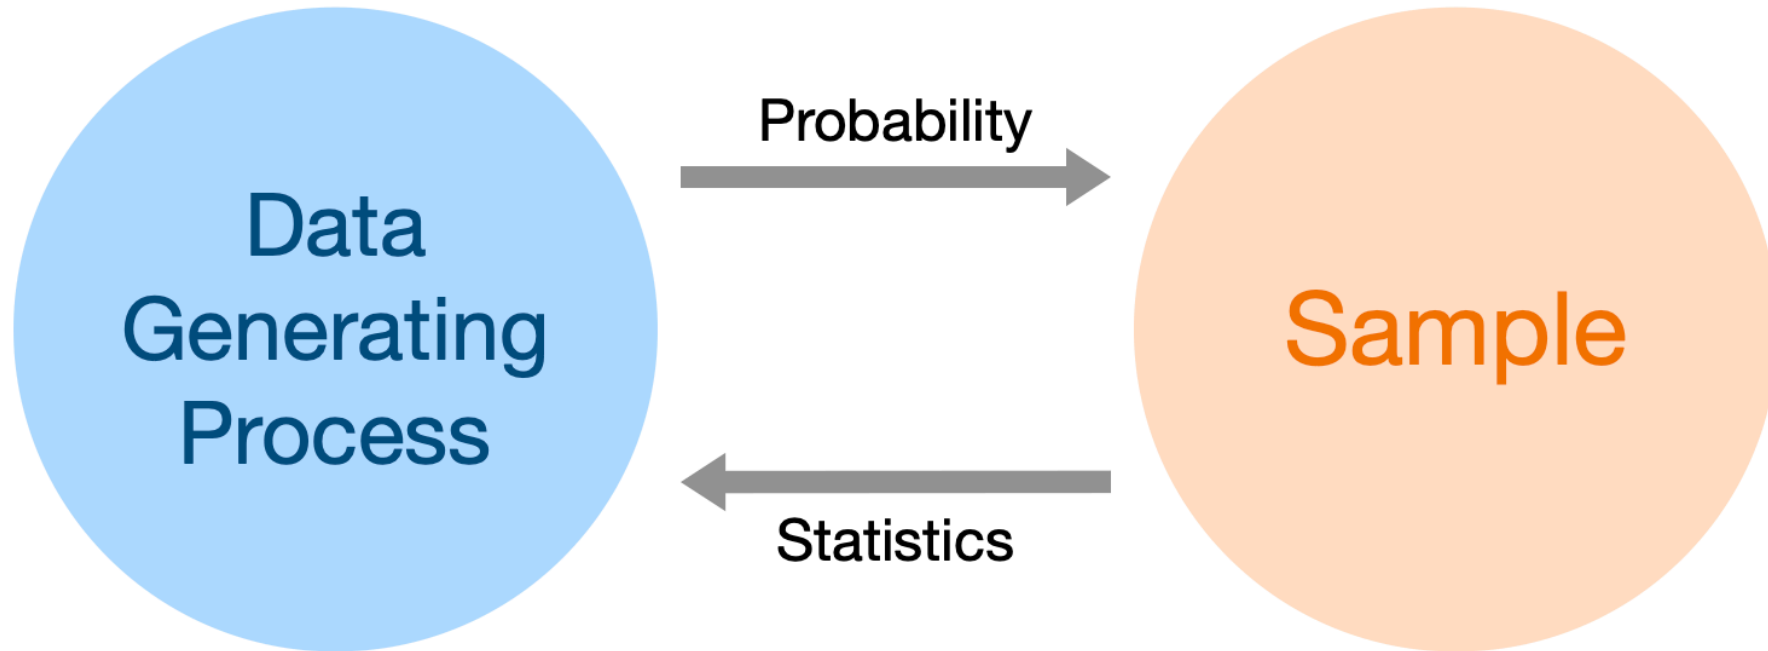 Data
Generating
Process
Probability
Statistics
Sample